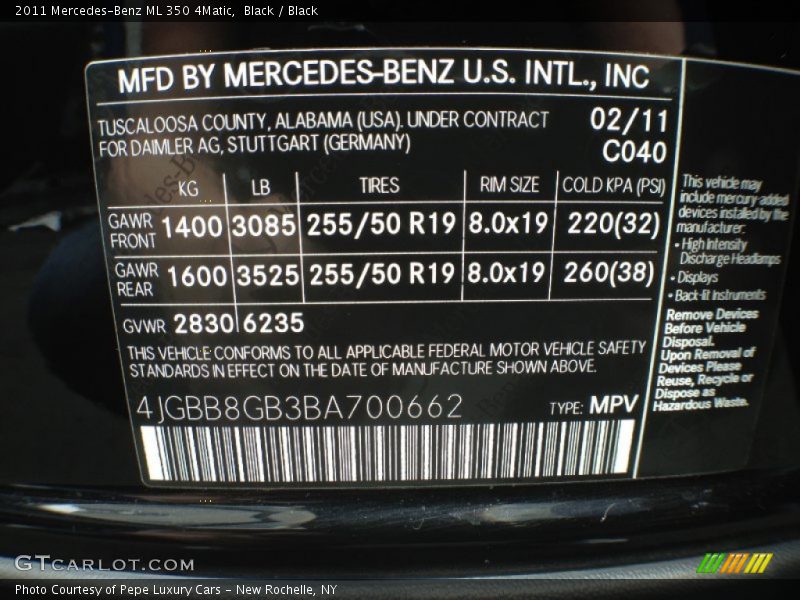 2011 Mercedes-Benz ML 350 4Matic, Black / Black
MFD BY MERCEDES-BENZ U.S. INTL., INC
TUSCALOOSA COUNTY, ALABAMA (USA). UNDER CONTRACT
FOR DAIMLER AG, STUTTGART (GERMANY)
02/11
C040
KG LB TIRES RIM SIZE COLD KPA (PSI)
GAWR
FRONT 1400 3085 255/50 R19 8.0x19 220(32)
GAWR
REAR 1600 3525 255/50 R19 8.0x19 260(38)
GVWR 2830 6235
THIS VEHICLE CONFORMS TO ALL APPLICABLE FEDERAL MOTOR VEHICLE SAFETY
STANDARDS IN EFFECT ON THE DATE OF MANUFACTURE SHOWN ABOVE.
4JGBB8GB3BA700662 TYPE: MPV
This vehicle may
include mercury-added
devices installed by the
manufacturer:
• High Intensity
Discharge Headlamps
• Displays
• Back-lit Instruments
Remove Devices
Before Vehicle
Disposal.
Upon Removal of
Devices Please
Reuse, Recycle or
Dispose as
Hazardous Waste.
GTCARLOT.COM
Photo Courtesy of Pepe Luxury Cars - New Rochelle, NY